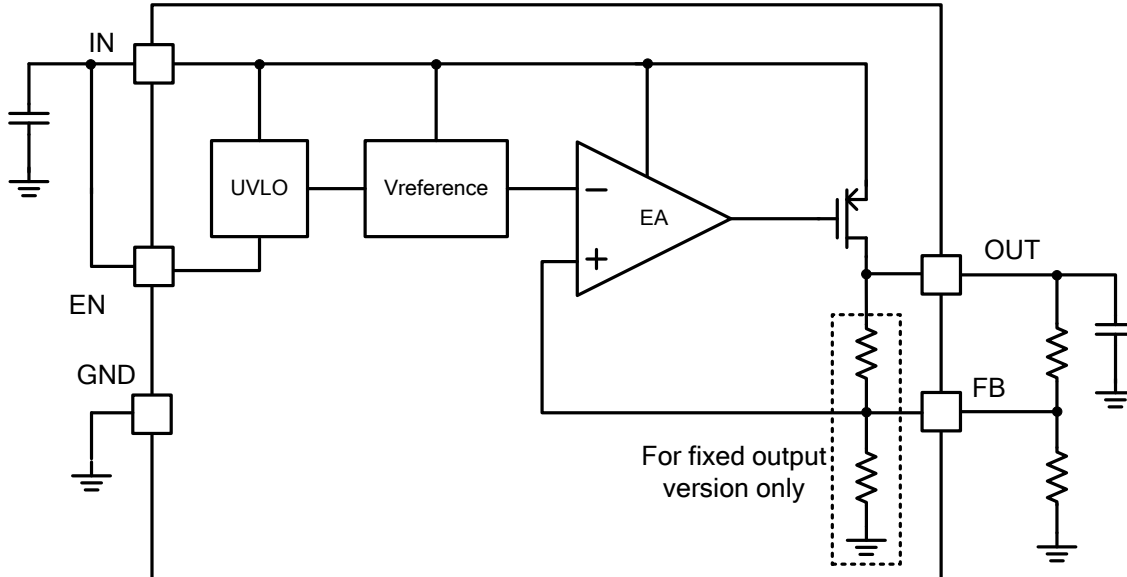 IN
UVLO
Vreference
−
EA
+
OUT
EN
GND
FB
For fixed output
version only